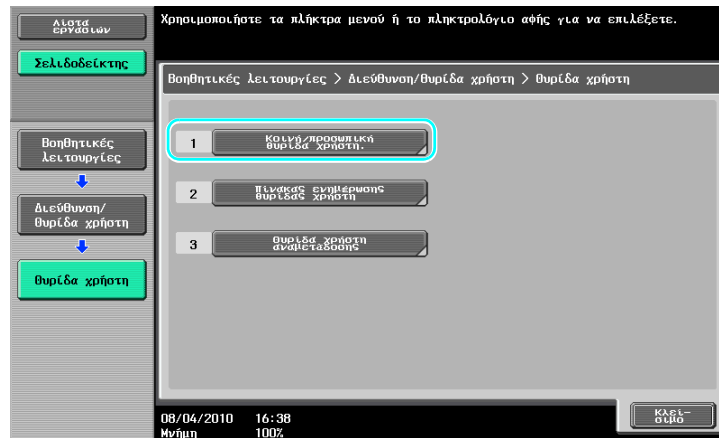 Λίστα
εργασιών
Χρησιμοποιήστε τα πλήκτρα μενού ή το πληκτρολόγιο αφής για να επιλέξετε.
Σελιδοδείκτης
Βοηθητικές λειτουργίες > Διεύθυνση/θυρίδα χρήστη > Θυρίδα χρήστη
Βοηθητικές
λειτουργίες
Διεύθυνση/
θυρίδα χρήστη
Θυρίδα χρήστη
1 Κοινή/προσωπική
θυρίδα χρήστη.
2 Πίνακας ενημέρωσης
θυρίδας χρήστη
3 Θυρίδα χρήστη
αναμετάδοσης
08/04/2010 16:38
Μνήμη 100%
Κλεί-
σιμο